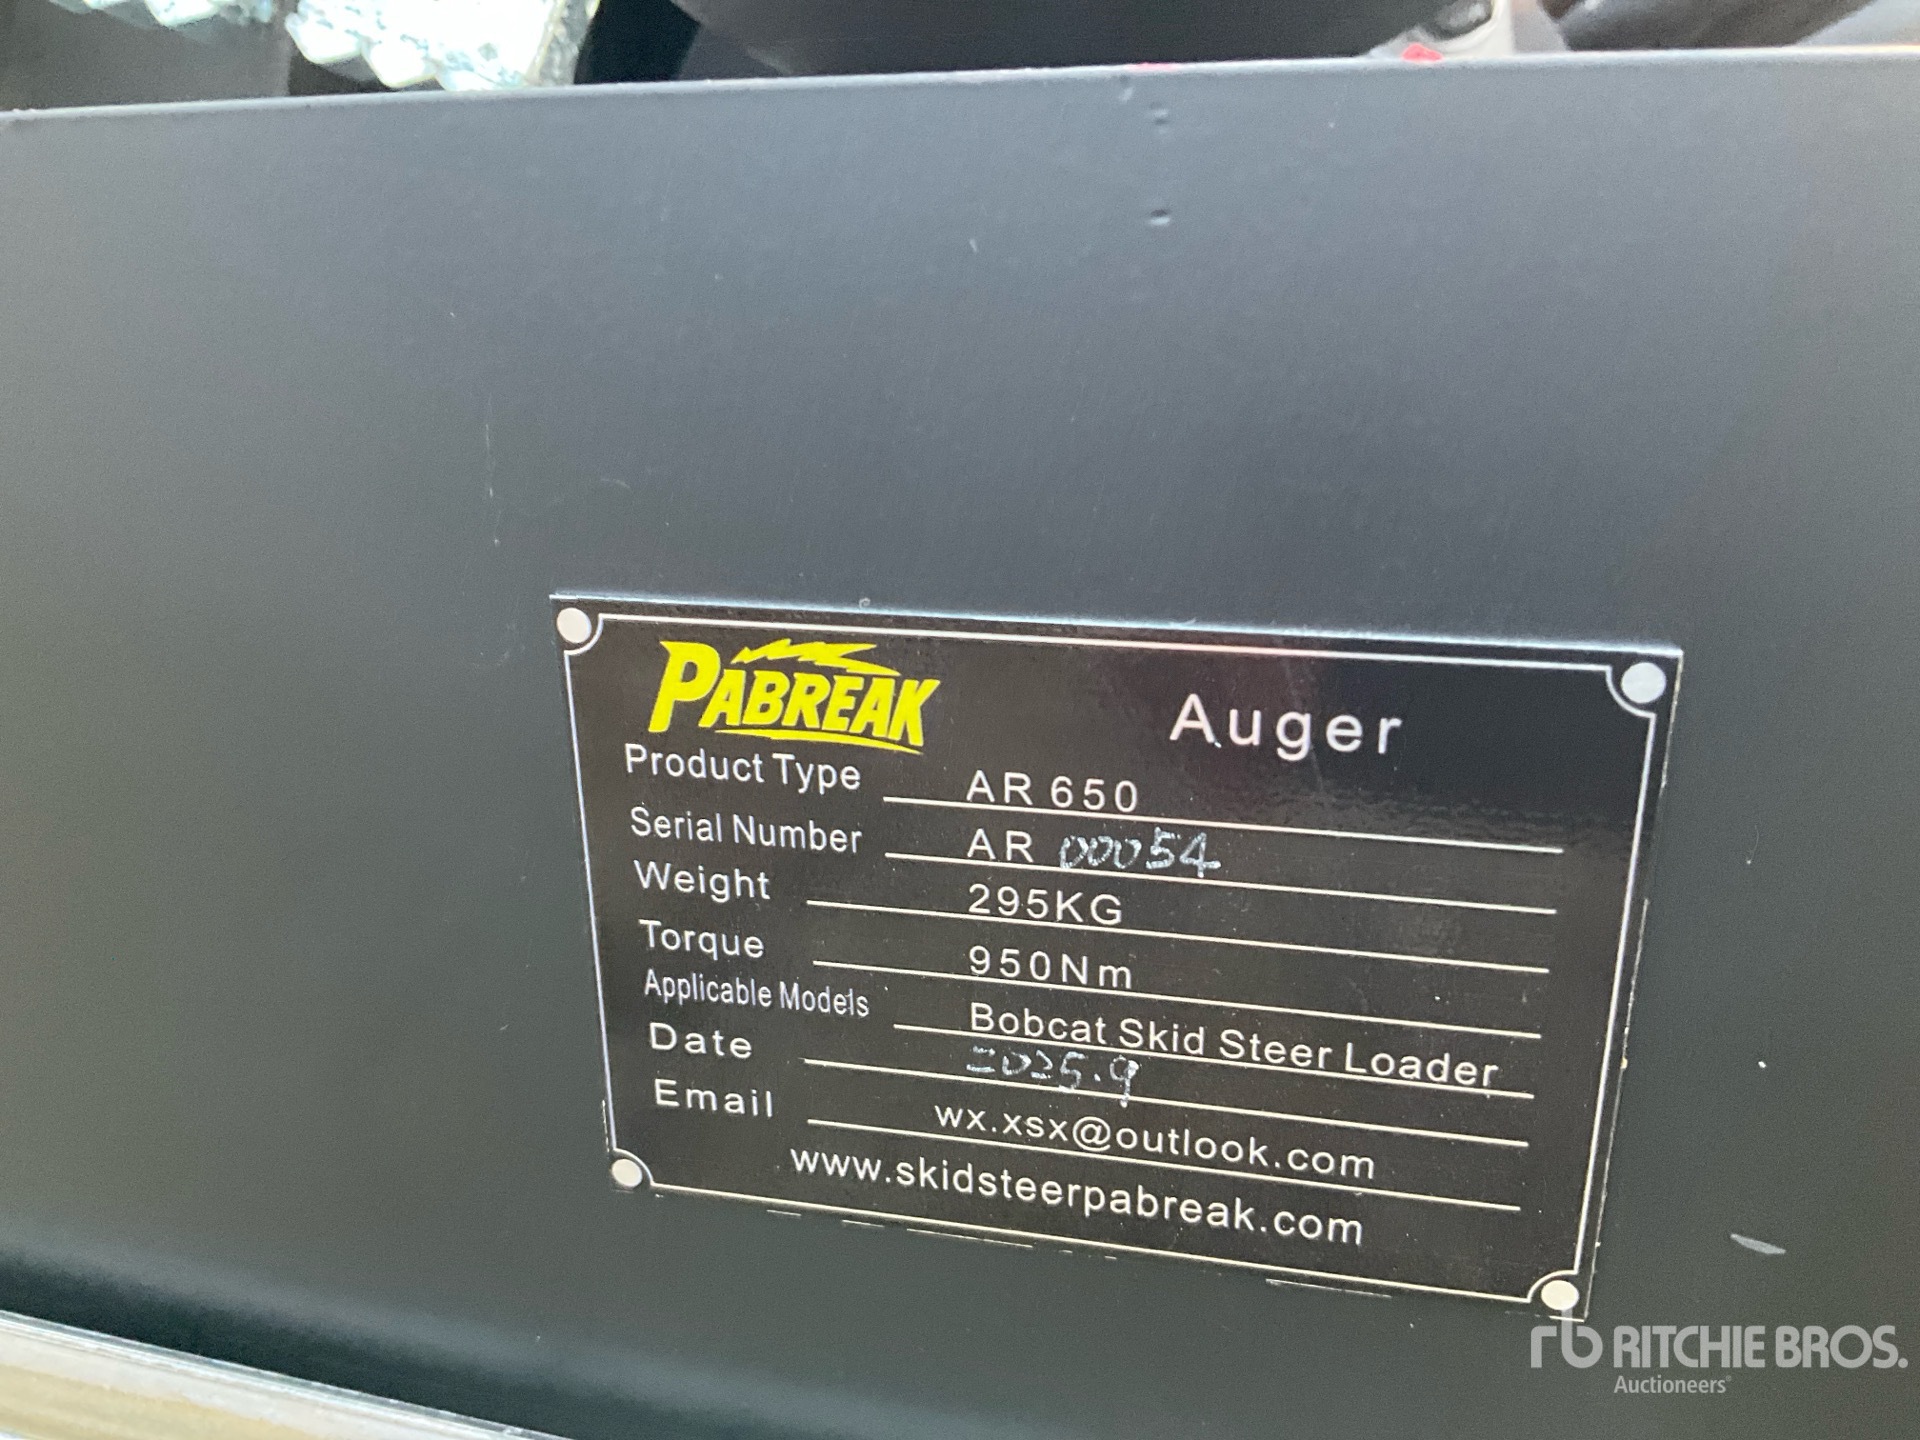 PABREAK Auger
Product Type AR 650
Serial Number AR 00054
Weight 295KG
Torque 950Nm
Applicable Models Bobcat Skid Steer Loader
Date 2025.9
Email wx.xsx@outlook.com
www.skidsteerpabreak.com
rb RITCHIE BROS.
Auctioneers